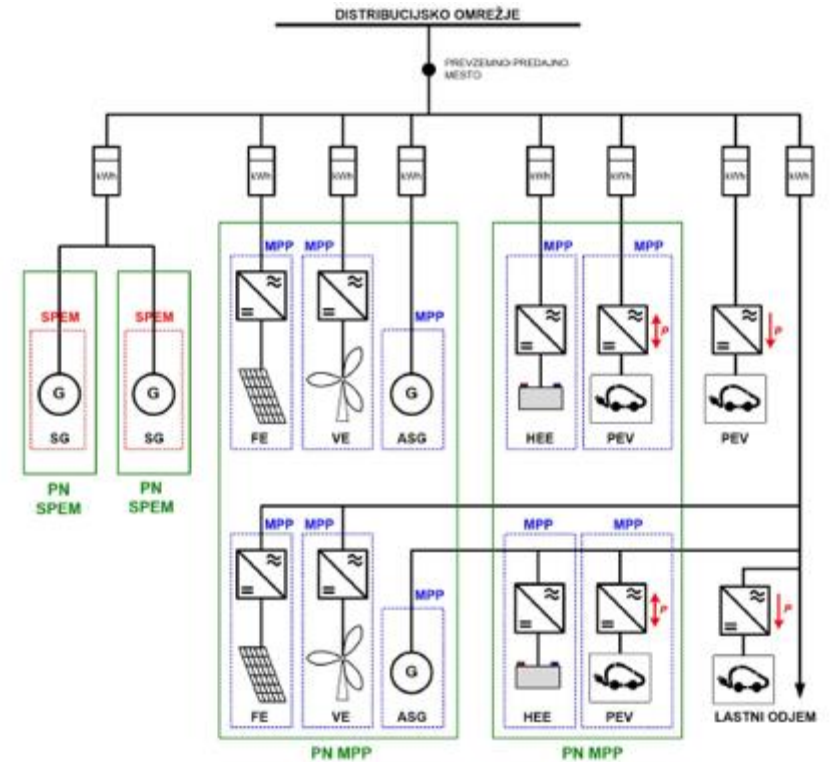 DISTRIBUCIJSKO OMREŽJE
PREVZEMNO-PREDAJNO
MESTO
kWh kWh kWh kWh kWh kWh kWh kWh
MPP MPP MPP MPP
SPEM SPEM MPP
P P
G G G
SG SG FE VE ASG HEE PEV PEV
PN PN
SPEM SPEM
MPP MPP MPP MPP
MPP
P P
G
FE VE ASG HEE PEV LASTNI ODJEM
PN MPP PN MPP